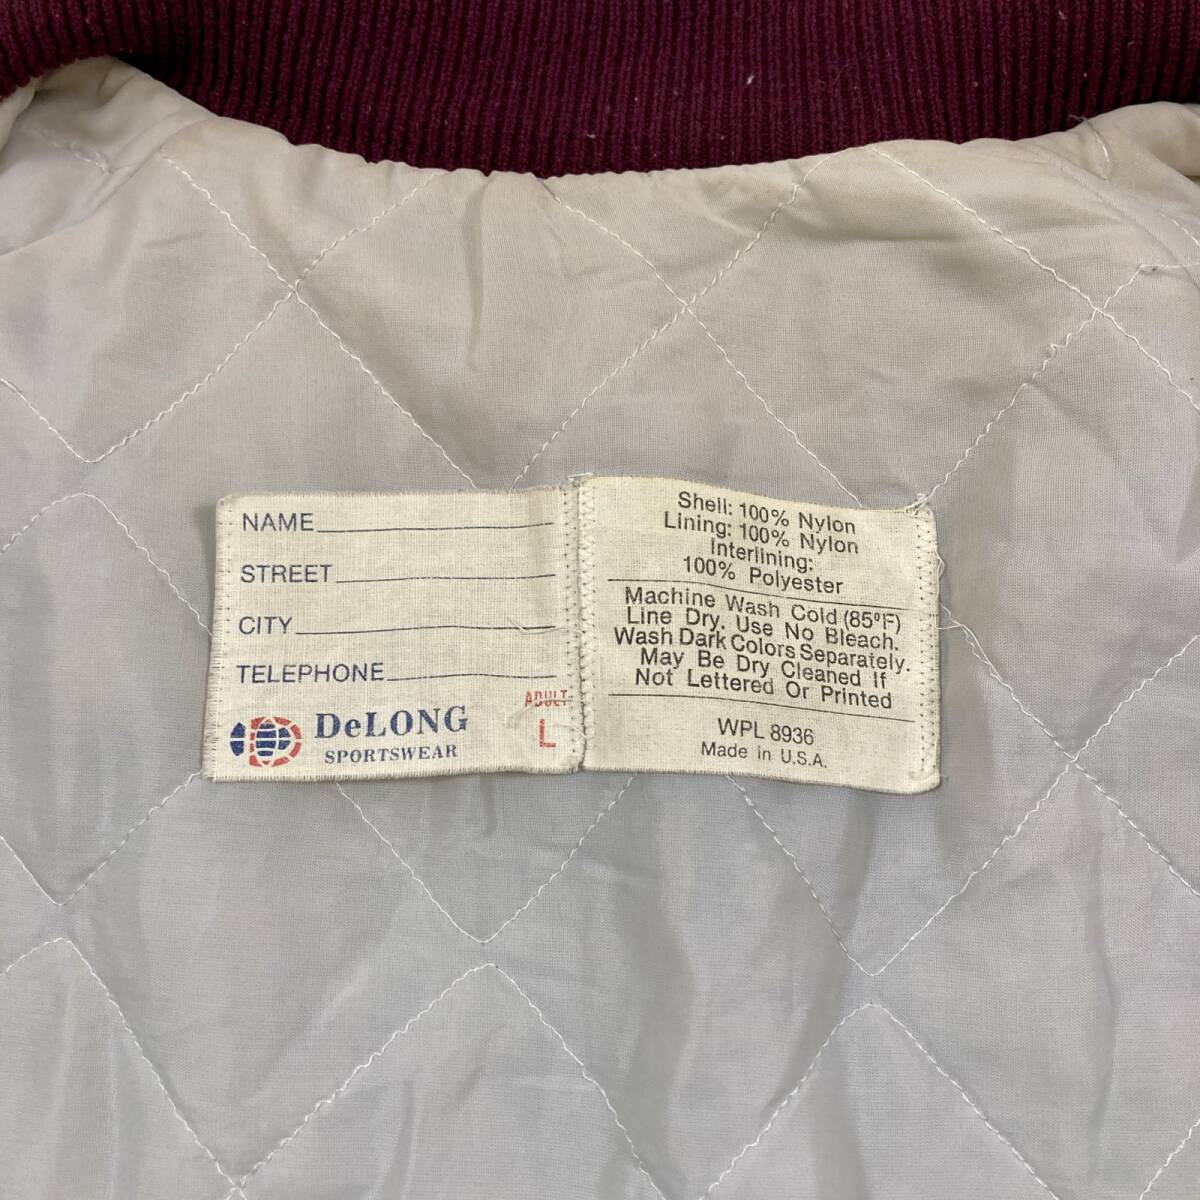 NAME
STREET
CITY
TELEPHONE
ADULT
DeLONG
SPORTSWEAR
L
Shell: 100% Nylon
Lining: 100% Nylon
Interlining:
100% Polyester
Machine Wash Cold (85°F)
Line Dry. Use No Bleach.
Wash Dark Colors Separately.
May Be Dry Cleaned If
Not Lettered Or Printed
WPL 8936
Made in U.S.A.